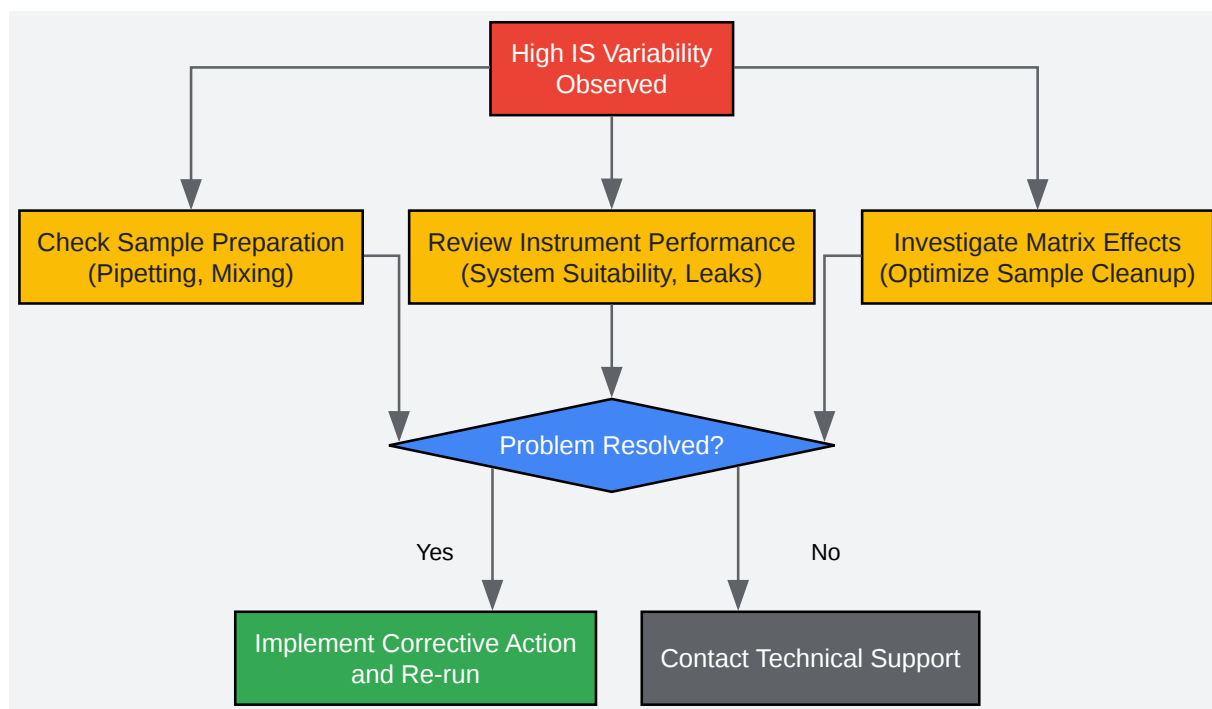 High IS Variability
Observed
Check Sample Preparation
(Pipetting, Mixing)
Review Instrument Performance
(System Suitability, Leaks)
Investigate Matrix Effects
(Optimize Sample Cleanup)
Problem Resolved?
Yes
No
Implement Corrective Action
and Re-run
Contact Technical Support